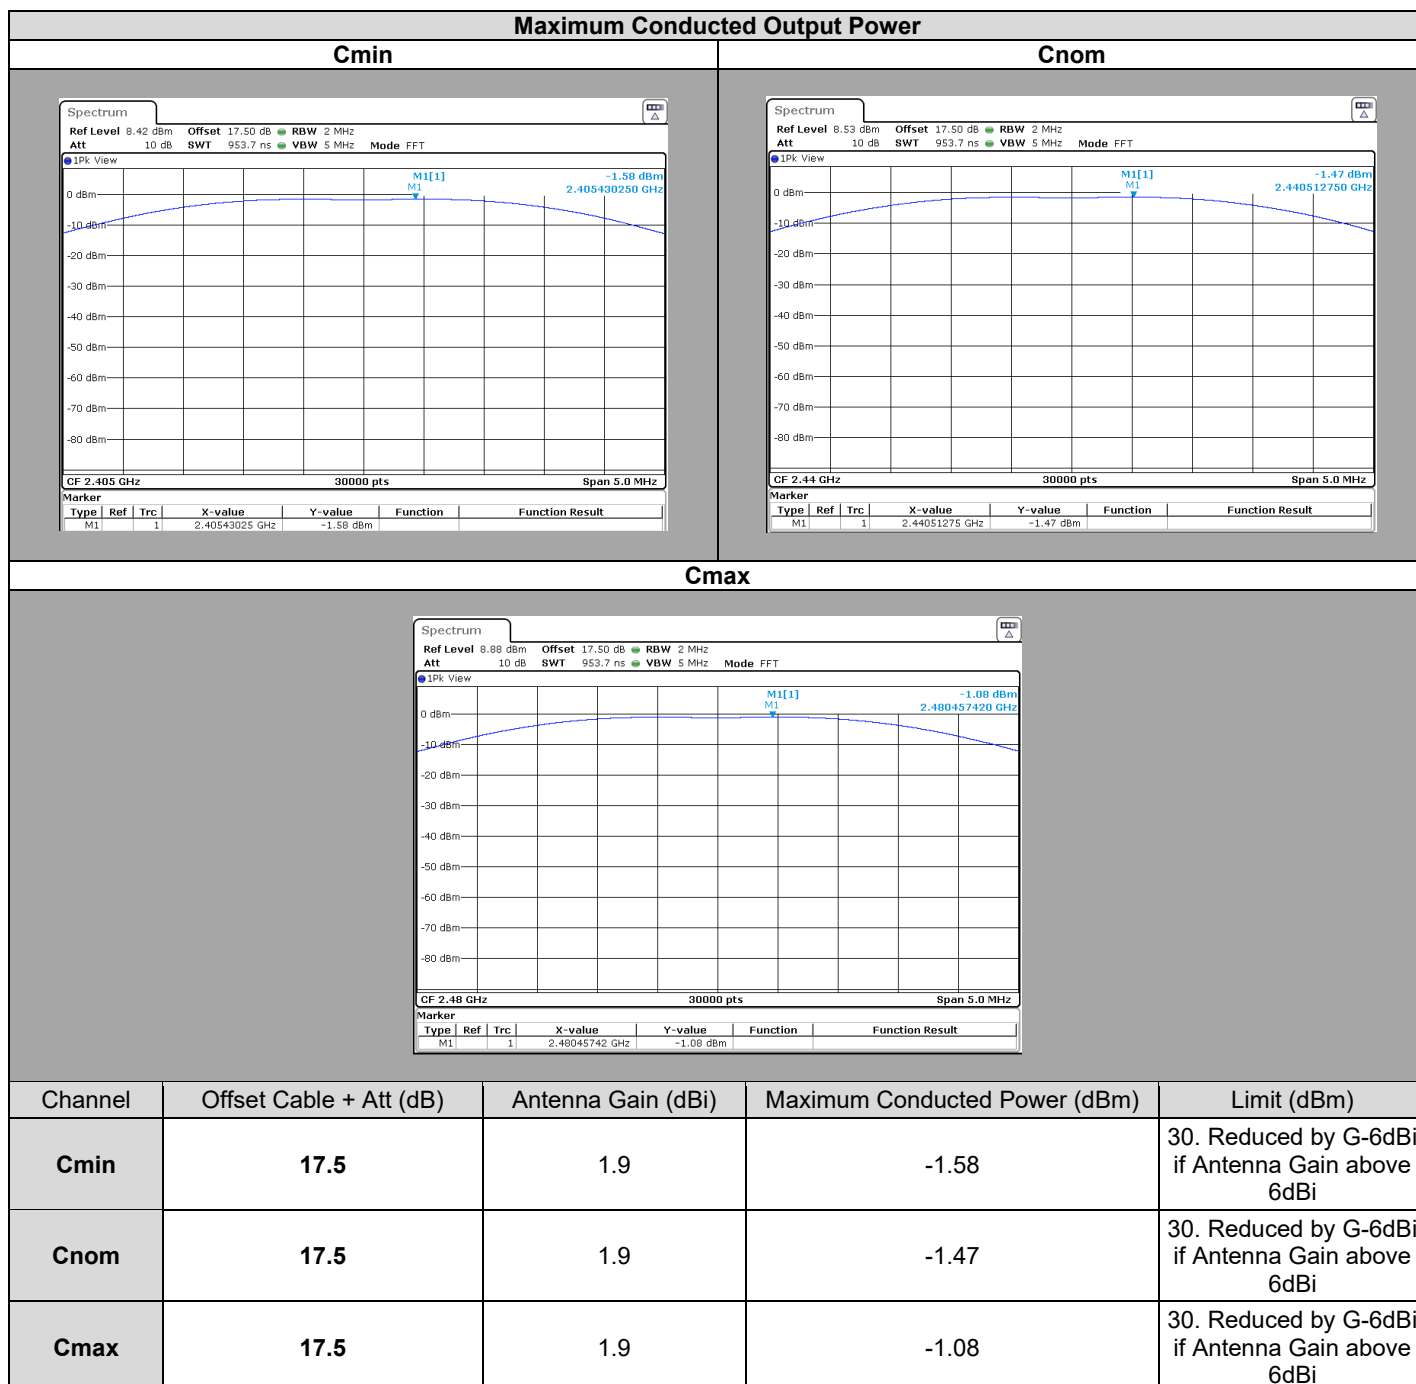 Maximum Conducted Output Power
Cmin
Cnom
Spectrum
Ref Level 8.42 dBm Offset 17.50 dB RBW 2 MHz
Att 10 dB SWT 953.7 ns VBW 5 MHz Mode FFT
1Pk View
M1[1] -1.58 dBm
M1 2.405430250 GHz
0 dBm
-10 dBm
-20 dBm
-30 dBm
-40 dBm
-50 dBm
-60 dBm
-70 dBm
-80 dBm
CF 2.405 GHz 30000 pts Span 5.0 MHz
Marker
Type Ref Trc X-value Y-value Function Function Result
M1 1 2.40543025 GHz -1.58 dBm
Spectrum
Ref Level 8.53 dBm Offset 17.50 dB RBW 2 MHz
Att 10 dB SWT 953.7 ns VBW 5 MHz Mode FFT
1Pk View
M1[1] -1.47 dBm
M1 2.440512750 GHz
0 dBm
-10 dBm
-20 dBm
-30 dBm
-40 dBm
-50 dBm
-60 dBm
-70 dBm
-80 dBm
CF 2.44 GHz 30000 pts Span 5.0 MHz
Marker
Type Ref Trc X-value Y-value Function Function Result
M1 1 2.44051275 GHz -1.47 dBm
Cmax
Spectrum
Ref Level 8.88 dBm Offset 17.50 dB RBW 2 MHz
Att 10 dB SWT 953.7 ns VBW 5 MHz Mode FFT
1Pk View
M1[1] -1.08 dBm
M1 2.480457420 GHz
0 dBm
-10 dBm
-20 dBm
-30 dBm
-40 dBm
-50 dBm
-60 dBm
-70 dBm
-80 dBm
CF 2.48 GHz 30000 pts Span 5.0 MHz
Marker
Type Ref Trc X-value Y-value Function Function Result
M1 1 2.48045742 GHz -1.08 dBm
Channel Offset Cable + Att (dB) Antenna Gain (dBi) Maximum Conducted Power (dBm) Limit (dBm)
Cmin 17.5 1.9 -1.58 30. Reduced by G-6dBi
if Antenna Gain above
6dBi
Cnom 17.5 1.9 -1.47 30. Reduced by G-6dBi
if Antenna Gain above
6dBi
Cmax 17.5 1.9 -1.08 30. Reduced by G-6dBi
if Antenna Gain above
6dBi